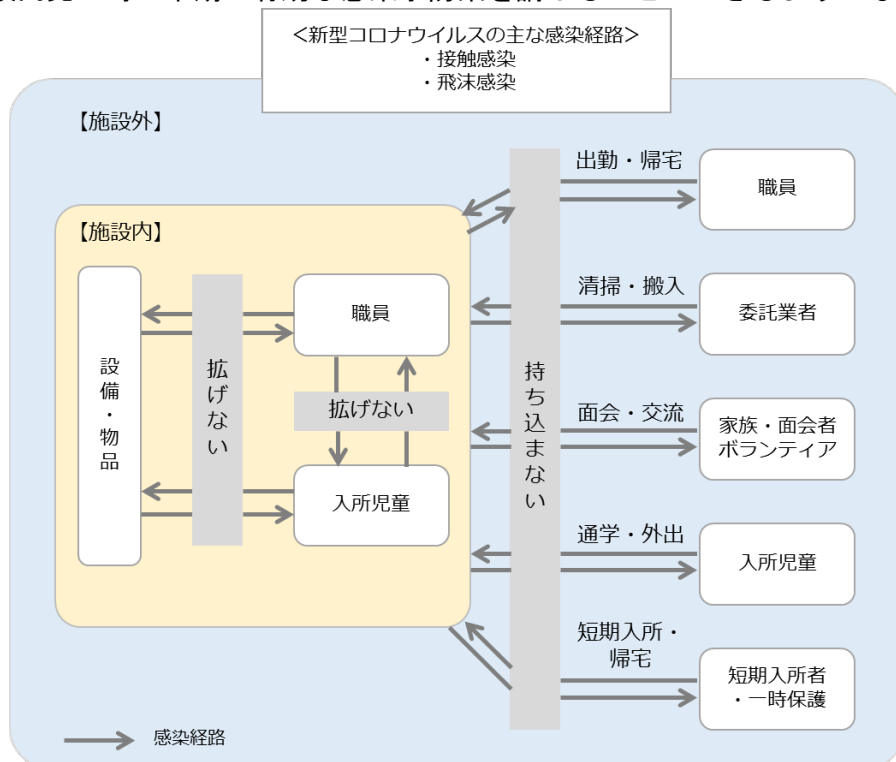 ＜新型コロナウイルスの主な感染経路＞
・接触感染
・飛沫感染
【施設外】
【施設内】
設備・物品
拡げない
職員
拡げない
入所児童
持ち込まない
出勤・帰宅
職員
清掃・搬入
委託業者
面会・交流
家族・面会者
ボランティア
通学・外出
入所児童
短期入所・
帰宅
短期入所者
・一時保護
感染経路